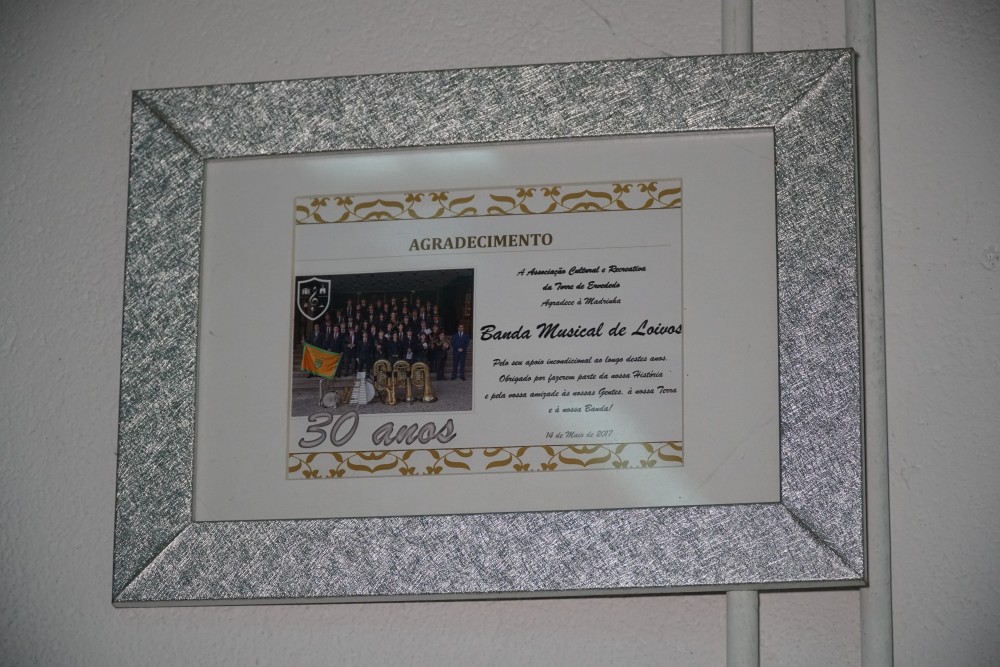 AGRADECIMENTO
A Associação Cultural e Recreativa
da Torre de Ervededo
Agradece à Madrinha
Banda Musical de Loivos
Pelo seu apoio incondicional ao longo destes anos.
Obrigado por fazerem parte da nossa História
e pela vossa amizade às nossas Gentes, à nossa Terra
e à nossa Banda!
30 anos
14 de Maio de 2017